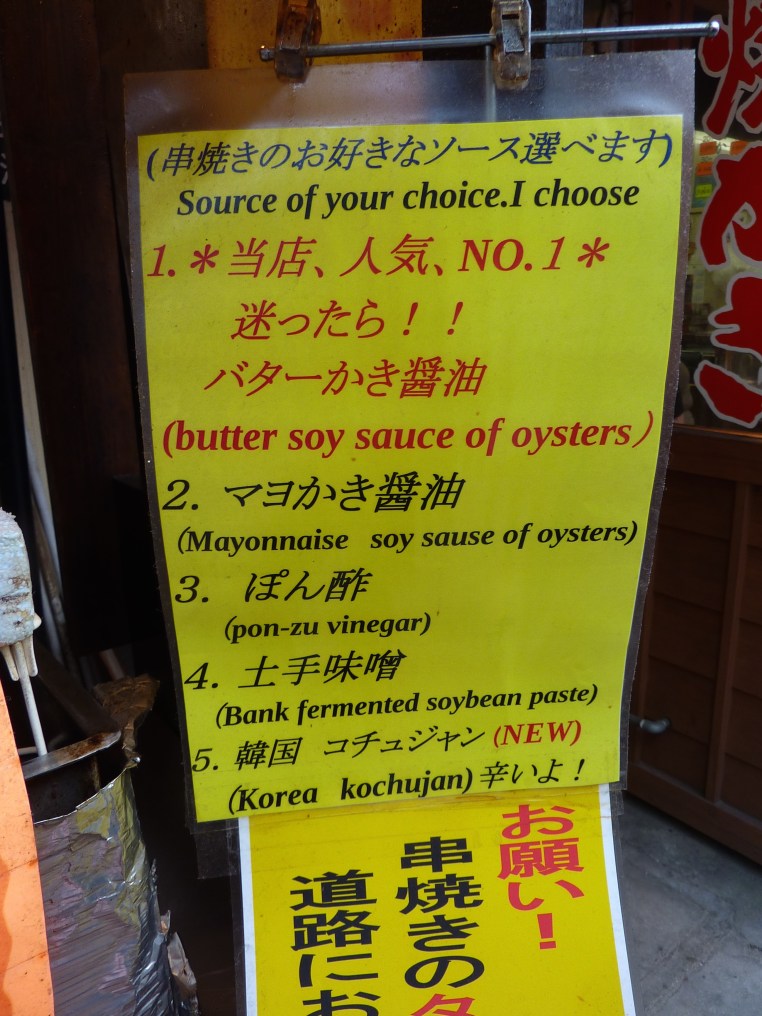 (串焼きのお好きなソース選べます)
Source of your choice.I choose
1.＊当店、人気、NO.１＊
迷ったら！！
バターかき醤油
(butter soy sauce of oysters）
２. マヨかき醤油
(Mayonnaise soy sause of oysters)
３. ぽん酢
(pon-zu vinegar)
４. 土手味噌
(Bank fermented soybean paste)
５. 韓国 コチュジャン (NEW)
(Korea kochujan) 辛いよ！
お願い！
串焼きのタ
道路にお
焼かき